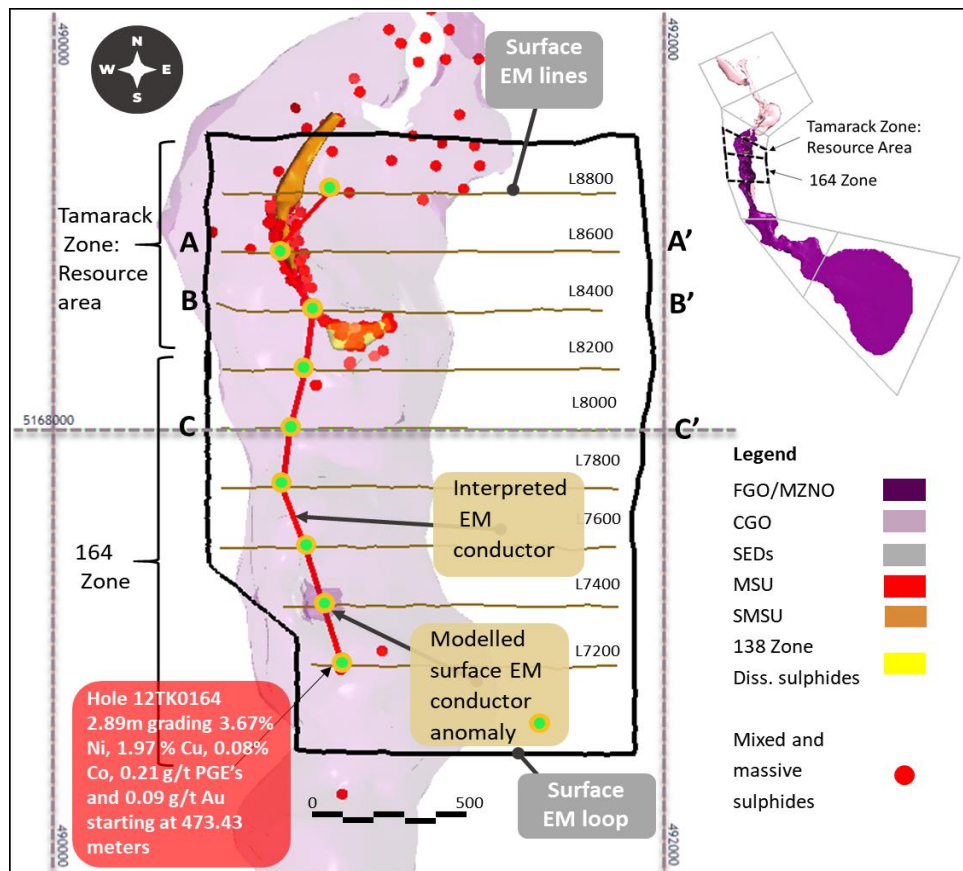 490000
492000
N
W
E
S
Surface
EM lines
Tamarack Zone:
Resource Area
164 Zone
L8800
Tamarack
Zone:
Resource
area
A
L8600
A’
B
L8400
B’
L8200
L8000
5168000
C
C’
L7800
Interpreted
EM
conductor
L7600
164
Zone
L7400
Modelled
surface EM
conductor
anomaly
L7200
Hole 12TK0164
2.89m grading 3.67%
Ni, 1.97 % Cu, 0.08%
Co, 0.21 g/t PGE’s
and 0.09 g/t Au
starting at 473.43
meters
0
500
Surface
EM loop
490000
492000
Legend
FGO/MZNO
CGO
SEDs
MSU
SMSU
138 Zone
Diss. sulphides
Mixed and
massive
sulphides